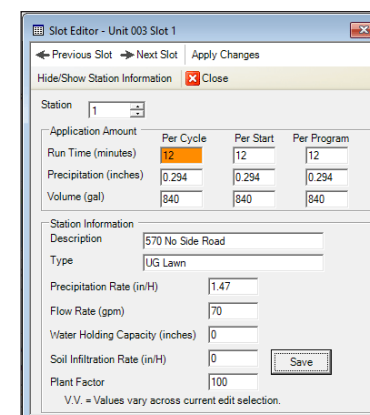 Slot Editor - Unit 003 Slot 1
Previous Slot Next Slot Apply Changes
Hide/Show Station Information Close
Station 1
Application Amount Per Cycle Per Start Per Program
Run Time (minutes) 12 12 12
Precipitation (inches) 0.294 0.294 0.294
Volume (gal) 840 840 840
Station Information
Description 570 No Side Road
Type UG Lawn
Precipitation Rate (in/H) 1.47
Flow Rate (gpm) 70
Water Holding Capacity (inches) 0
Soil Infiltration Rate (in/H) 0 Save
Plant Factor 100
V.V. = Values vary across current edit selection.